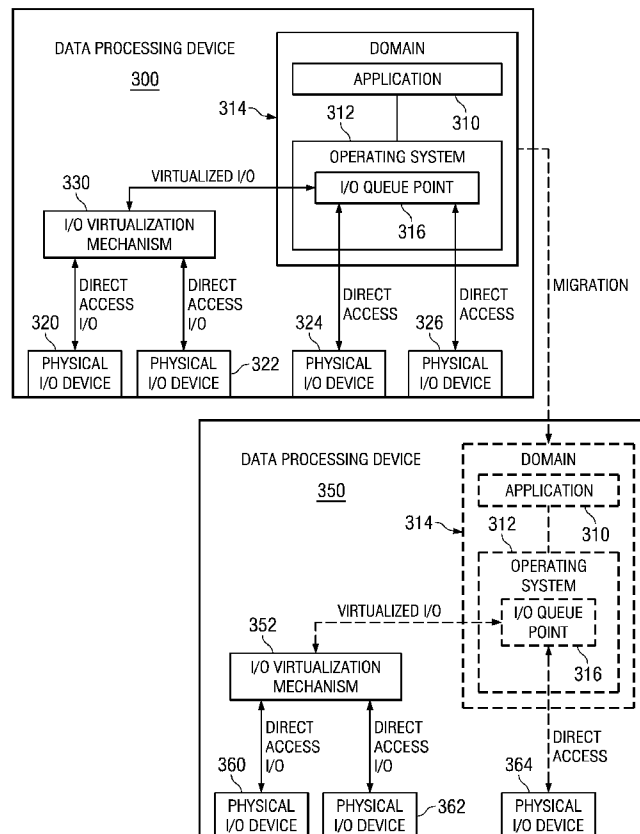 DATA PROCESSING DEVICE
300
DOMAIN
APPLICATION
314
312
310
OPERATING SYSTEM
I/O QUEUE POINT
316
VIRTUALIZED I/O
330
I/O VIRTUALIZATION
MECHANISM
DIRECT
ACCESS
I/O
DIRECT
ACCESS
I/O
DIRECT
ACCESS
DIRECT
ACCESS
MIGRATION
320
322
324
326
PHYSICAL
I/O DEVICE
PHYSICAL
I/O DEVICE
PHYSICAL
I/O DEVICE
PHYSICAL
I/O DEVICE
DATA PROCESSING DEVICE
350
DOMAIN
APPLICATION
314
312
310
OPERATING
SYSTEM
I/O QUEUE
POINT
316
VIRTUALIZED I/O
352
I/O VIRTUALIZATION
MECHANISM
DIRECT
ACCESS
I/O
DIRECT
ACCESS
I/O
DIRECT
ACCESS
360
362
364
PHYSICAL
I/O DEVICE
PHYSICAL
I/O DEVICE
PHYSICAL
I/O DEVICE